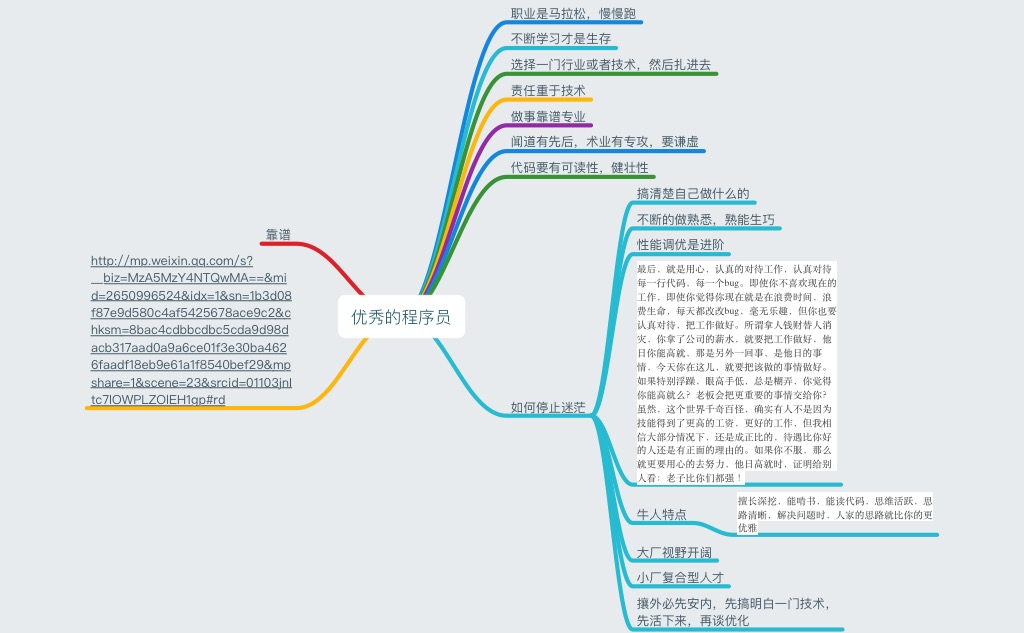 职业是马拉松，慢慢跑
不断学习才是生存
选择一门行业或者技术，然后扎进去
责任重于技术
做事靠谱专业
闻道有先后，术业有专攻，要谦虚
代码要有可读性，健壮性
靠谱
http://mp.weixin.qq.com/s?
__biz=MzA5MzY4NTQwMA==&mi
d=2650996524&idx=1&sn=1b3d08
f87e9d580c4af5425678ace9c2&c
hksm=8bac4cdbbcdbc5cda9d98d
acb317aad0a9a6ce01f3e30ba462
6faadf18eb9e61a1f8540bef29&mp
share=1&scene=23&srcid=01103jnI
tc7IOWPLZOIEH1qp#rd
优秀的程序员
如何停止迷茫
搞清楚自己做什么的
不断的做熟悉，熟能生巧
性能调优是进阶
最后，就是用心，认真的对待工作，认真对待
每一行代码，每一个bug。即使你不喜欢现在的
工作，即使你觉得你现在就是在浪费时间，浪
费生命，每天都改改bug，毫无乐趣，但你也要
认真对待，把工作做好。所谓拿人钱财替人消
灾，你拿了公司的薪水，就要把工作做好，他
日你能高就，那是另外一回事，是他日的事
情，今天你在这儿，就要把该做的事情做好。
如果特别浮躁，眼高手低，总是糊弄，你觉得
你能高就么？老板会把更重要的事情交给你？
虽然，这个世界千奇百怪，确实有人不是因为
技能得到了更高的工资，更好的工作，但我相
信大部分情况下，还是成正比的，待遇比你好
的人还是有正面的理由的。如果你不服，那么
就更要用心的去努力，他日高就时，证明给别
人看：老子比你们都强！
牛人特点
擅长深挖，能啃书，能读代码，思维活跃，思
路清晰，解决问题时，人家的思路就比你的更
优雅
大厂视野开阔
小厂复合型人才
攘外必先安内，先搞明白一门技术，
先活下来，再谈优化